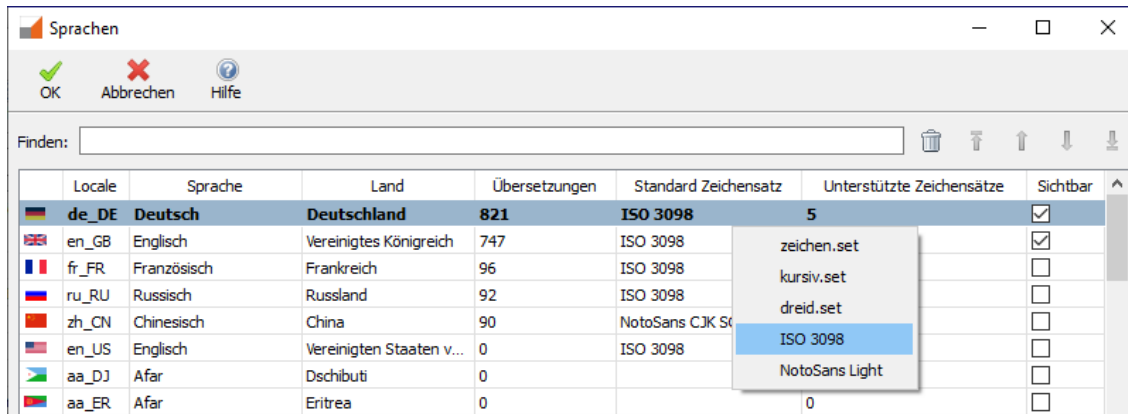 Sprachen
OK Abbrechen Hilfe
Finden:
Locale Sprache Land Übersetzungen Standard Zeichensatz Unterstützte Zeichensätze Sichtbar
de_DE Deutsch Deutschland 821 ISO 3098 5
en_GB Englisch Vereinigtes Königreich 747 ISO 3098
fr_FR Französisch Frankreich 96 ISO 3098
ru_RU Russisch Russland 92 ISO 3098
zh_CN Chinesisch China 90 NotoSans CJK
en_US Englisch Vereinigten Staaten v... 0 ISO 3098
aa_DJ Afar Dschibuti 0
aa_ER Afar Eritrea 0 0
zeichen.set
kursiv.set
dreid.set
ISO 3098
NotoSans Light